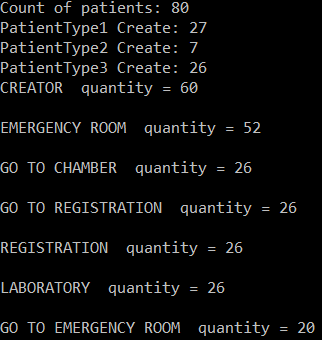 Count of patients: 80
PatientType1 Create: 27
PatientType2 Create: 7
PatientType3 Create: 26
CREATOR  quantity = 60
EMERGENCY ROOM  quantity = 52
GO TO CHAMBER  quantity = 26
GO TO REGISTRATION  quantity = 26
REGISTRATION  quantity = 26
LABORATORY  quantity = 26
GO TO EMERGENCY ROOM  quantity = 20